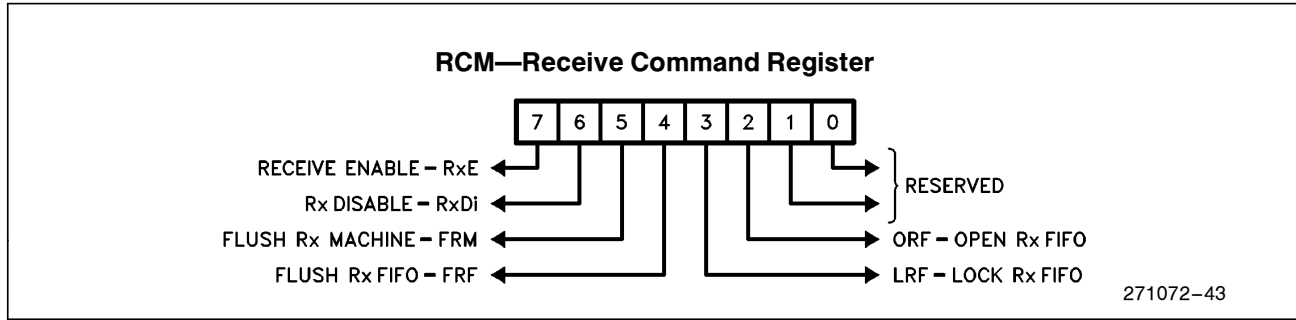 RCM—Receive Command Register
7 6 5 4 3 2 1 0
RECEIVE ENABLE – RxE
Rx DISABLE – RxDi
FLUSH Rx MACHINE – FRM
FLUSH Rx FIFO – FRF
RESERVED
ORF – OPEN Rx FIFO
LRF – LOCK Rx FIFO
271072–43